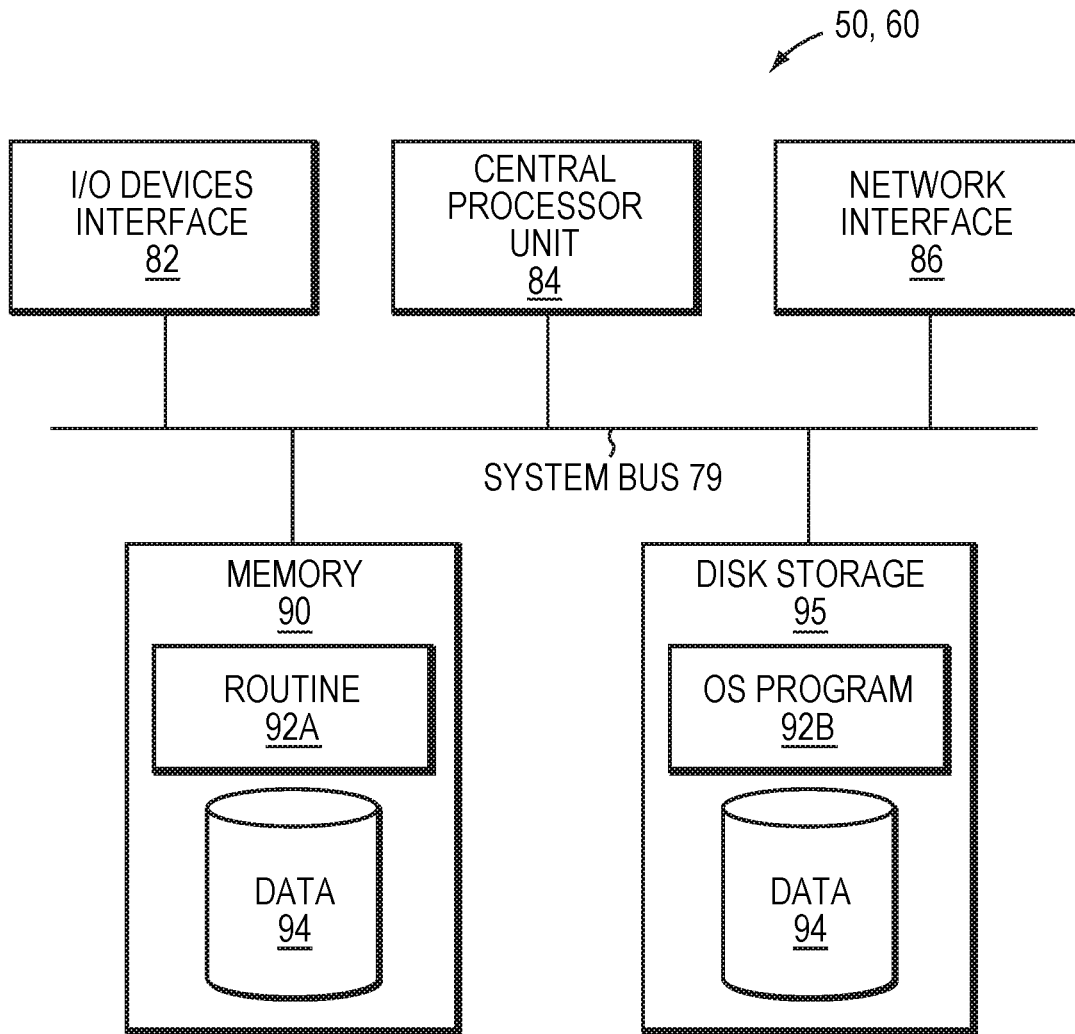 50, 60
I/O DEVICES
INTERFACE
82
CENTRAL
PROCESSOR
UNIT
84
NETWORK
INTERFACE
86
SYSTEM BUS 79
MEMORY
90
ROUTINE
92A
DATA
94
DISK STORAGE
95
OS PROGRAM
92B
DATA
94